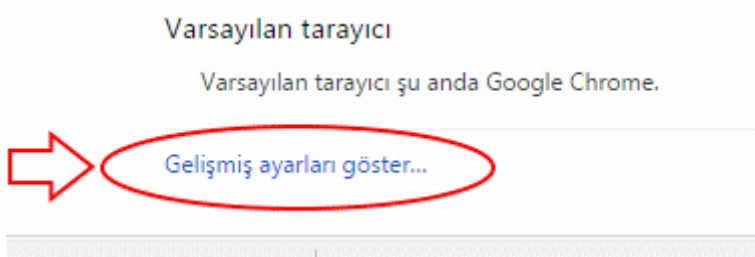 Varsayılan tarayıcı
Varsayılan tarayıcı şu anda Google Chrome.
Gelişmiş ayarları göster...